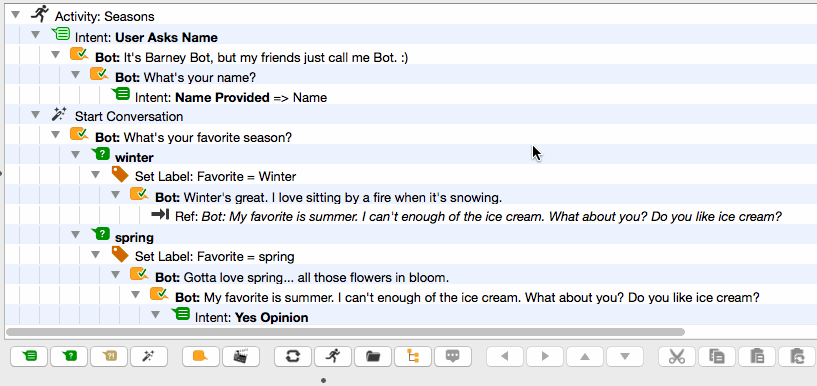 Activity: Seasons
Intent: User Asks Name
Bot: It's Barney Bot, but my friends just call me Bot. :)
Bot: What's your name?
Intent: Name Provided => Name
Start Conversation
Bot: What's your favorite season?
winter
Set Label: Favorite = Winter
Bot: Winter's great. I love sitting by a fire when it's snowing.
Ref: Bot: My favorite is summer. I can't enough of the ice cream. What about you? Do you like ice cream?
spring
Set Label: Favorite = spring
Bot: Gotta love spring... all those flowers in bloom.
Bot: My favorite is summer. I can't enough of the ice cream. What about you? Do you like ice cream?
Intent: Yes Opinion